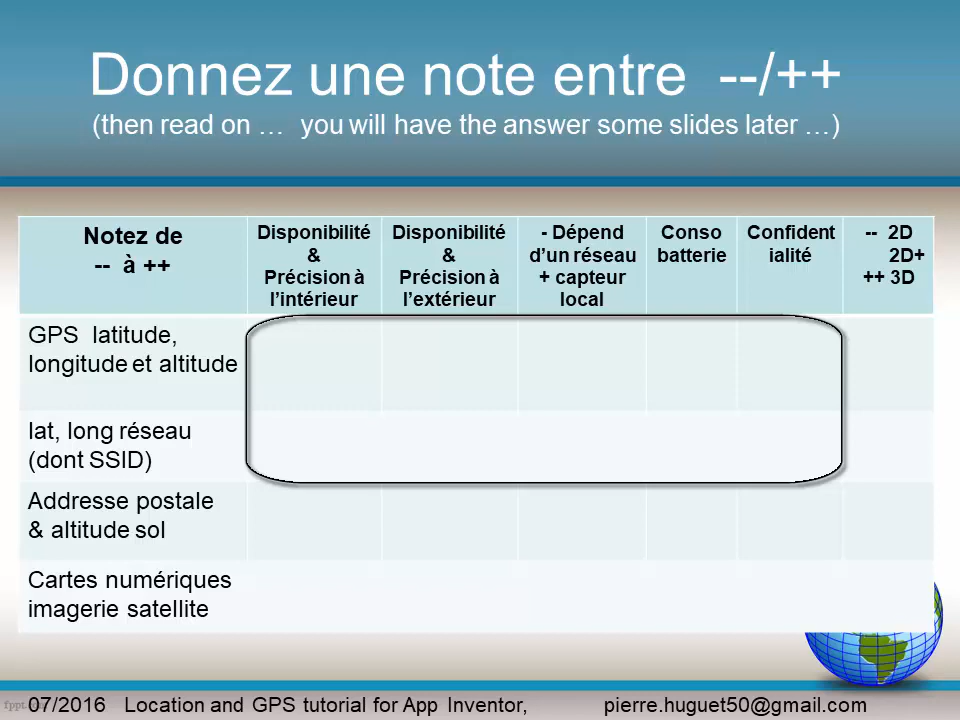 Donnez une note entre --/++
(then read on … you will have the answer some slides later …)
Notez de
-- à ++
Disponibilité
&
Précision à
l’intérieur
Disponibilité
&
Précision à
l’extérieur
- Dépend
d’un réseau
+ capteur
local
Conso
batterie
Confident
ialité
-- 2D
2D+
++ 3D
GPS latitude,
longitude et altitude
lat, long réseau
(dont SSID)
Addresse postale
& altitude sol
Cartes numériques
imagerie satellite
07/2016 Location and GPS tutorial for App Inventor, pierre.huguet50@gmail.com